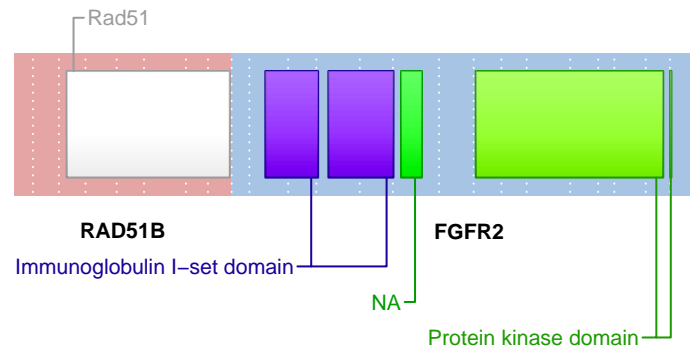 Rad51
RAD51B
FGFR2
Immunoglobulin I−set domain
NA
Protein kinase domain